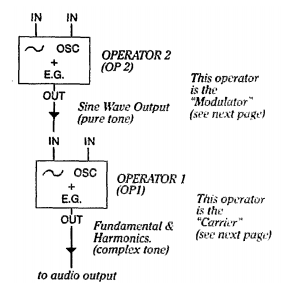 IN IN
OSC
+
E.G.
OPERATOR 2
(OP 2)
OUT
This operator
is the
"Modulator"
(see next page)
Sine Wave Output
(pure tone)
IN IN
OSC
+
E.G.
OPERATOR 1
(OP1)
OUT
This operator
is the
"Carrier"
(see next page)
Fundamental &
Harmonics.
(complex tone)
to audio output